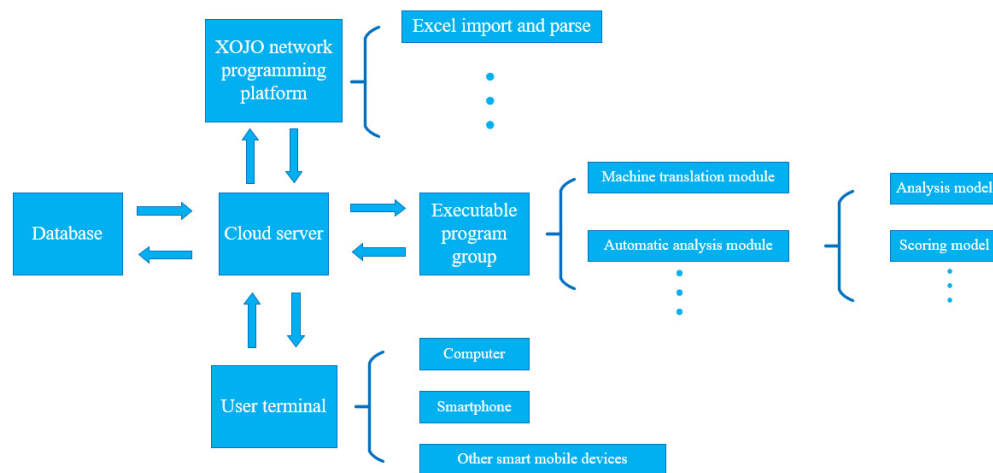 XOJO network
programming
platform
Excel import and parse
Database
Cloud server
Executable
program
group
Machine translation module
Automatic analysis module
Analysis model
Scoring model
User terminal
Computer
Smartphone
Other smart mobile devices